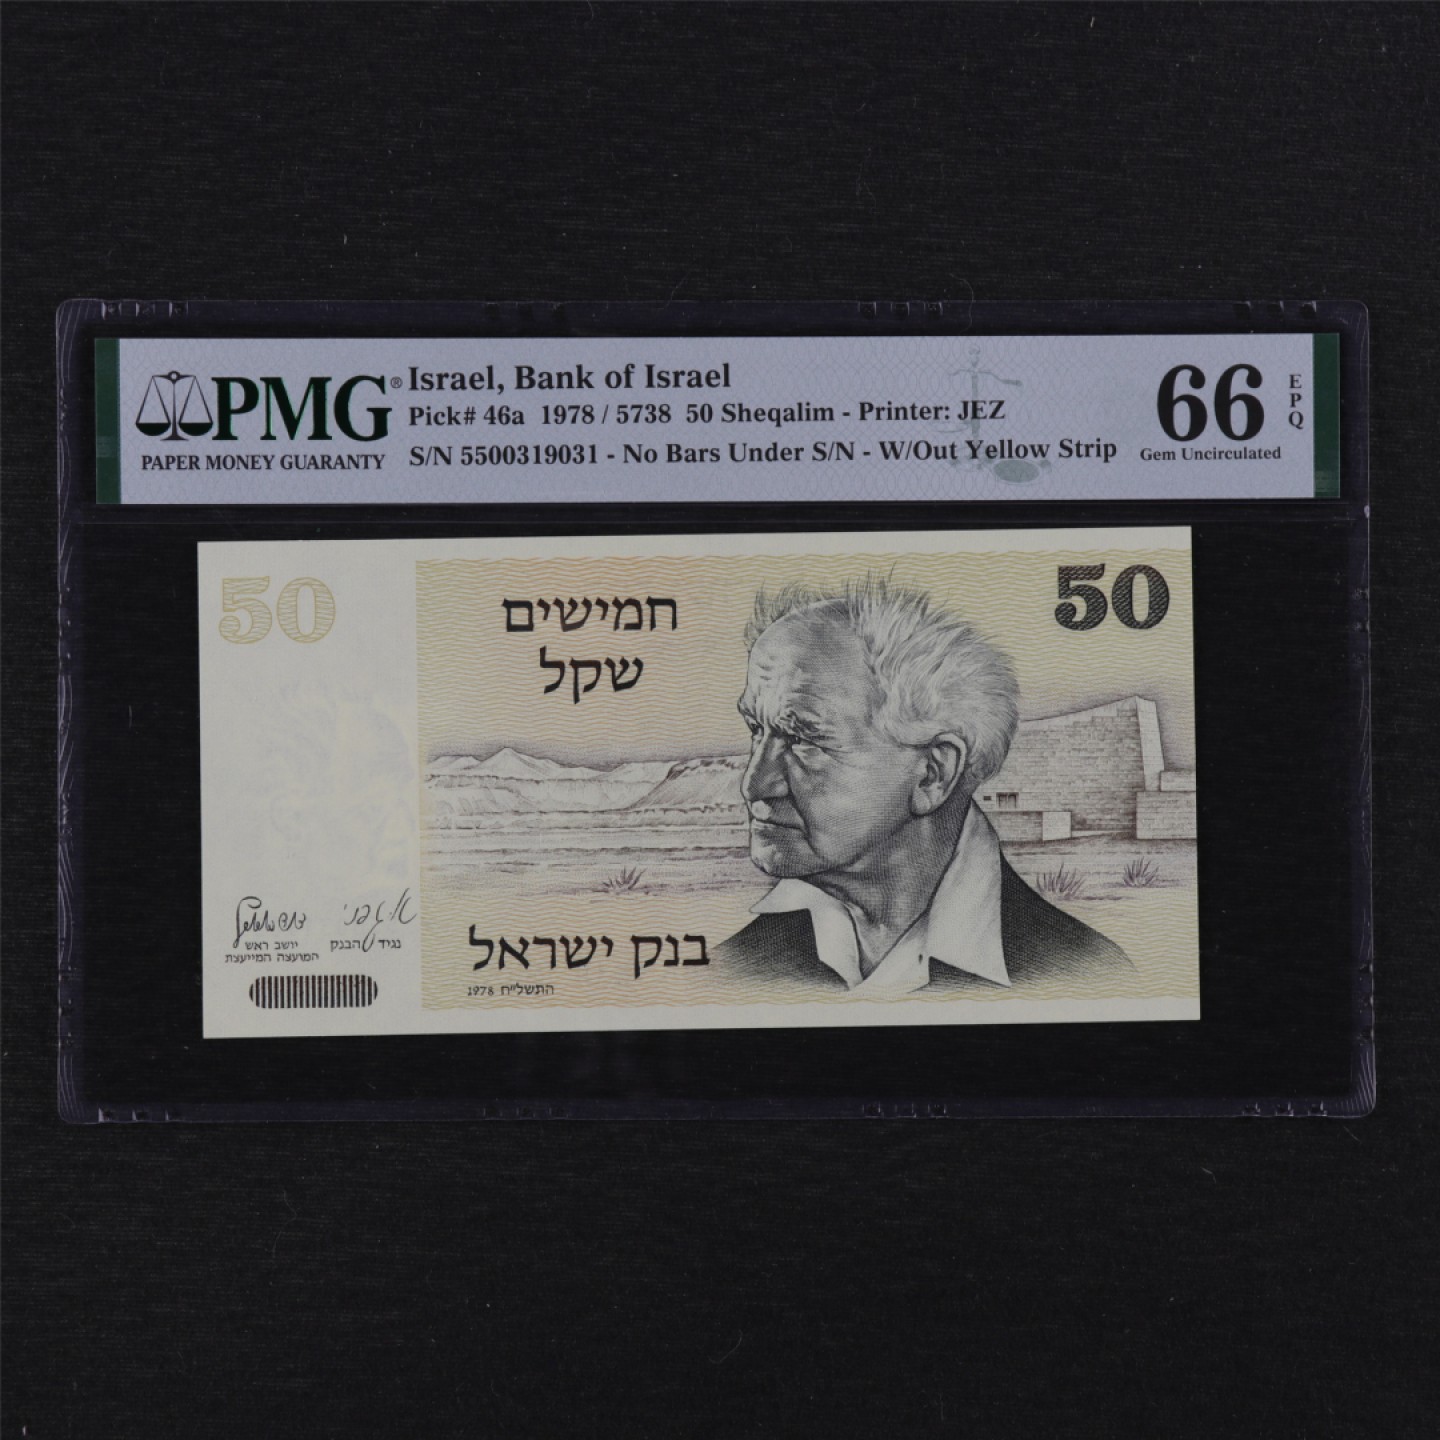 PMG®
PAPER MONEY GUARANTY
Israel, Bank of Israel
Pick# 46a 1978 / 5738 50 Sheqalim - Printer: JEZ
S/N 5500319031 - No Bars Under S/N - W/Out Yellow Strip
66
EPQ
Gem Uncirculated
50
חמישים
שקל
50
נגיד הבנק
יושב ראש
המועצה המייעצת
בנק ישראל
התשל״ח 1978